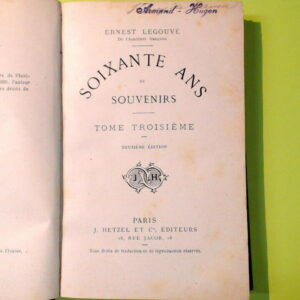 Armand - Hugon
ERNEST LEGOUVÉ
De l'Académie française
SOIXANTE ANS
DE
SOUVENIRS
TOME TROISIÈME
DEUXIÈME ÉDITION
J H
PARIS
J. HETZEL ET Cie, ÉDITEURS
18, RUE JACOB, 18
Tous droits de traduction et de reproduction réservés.